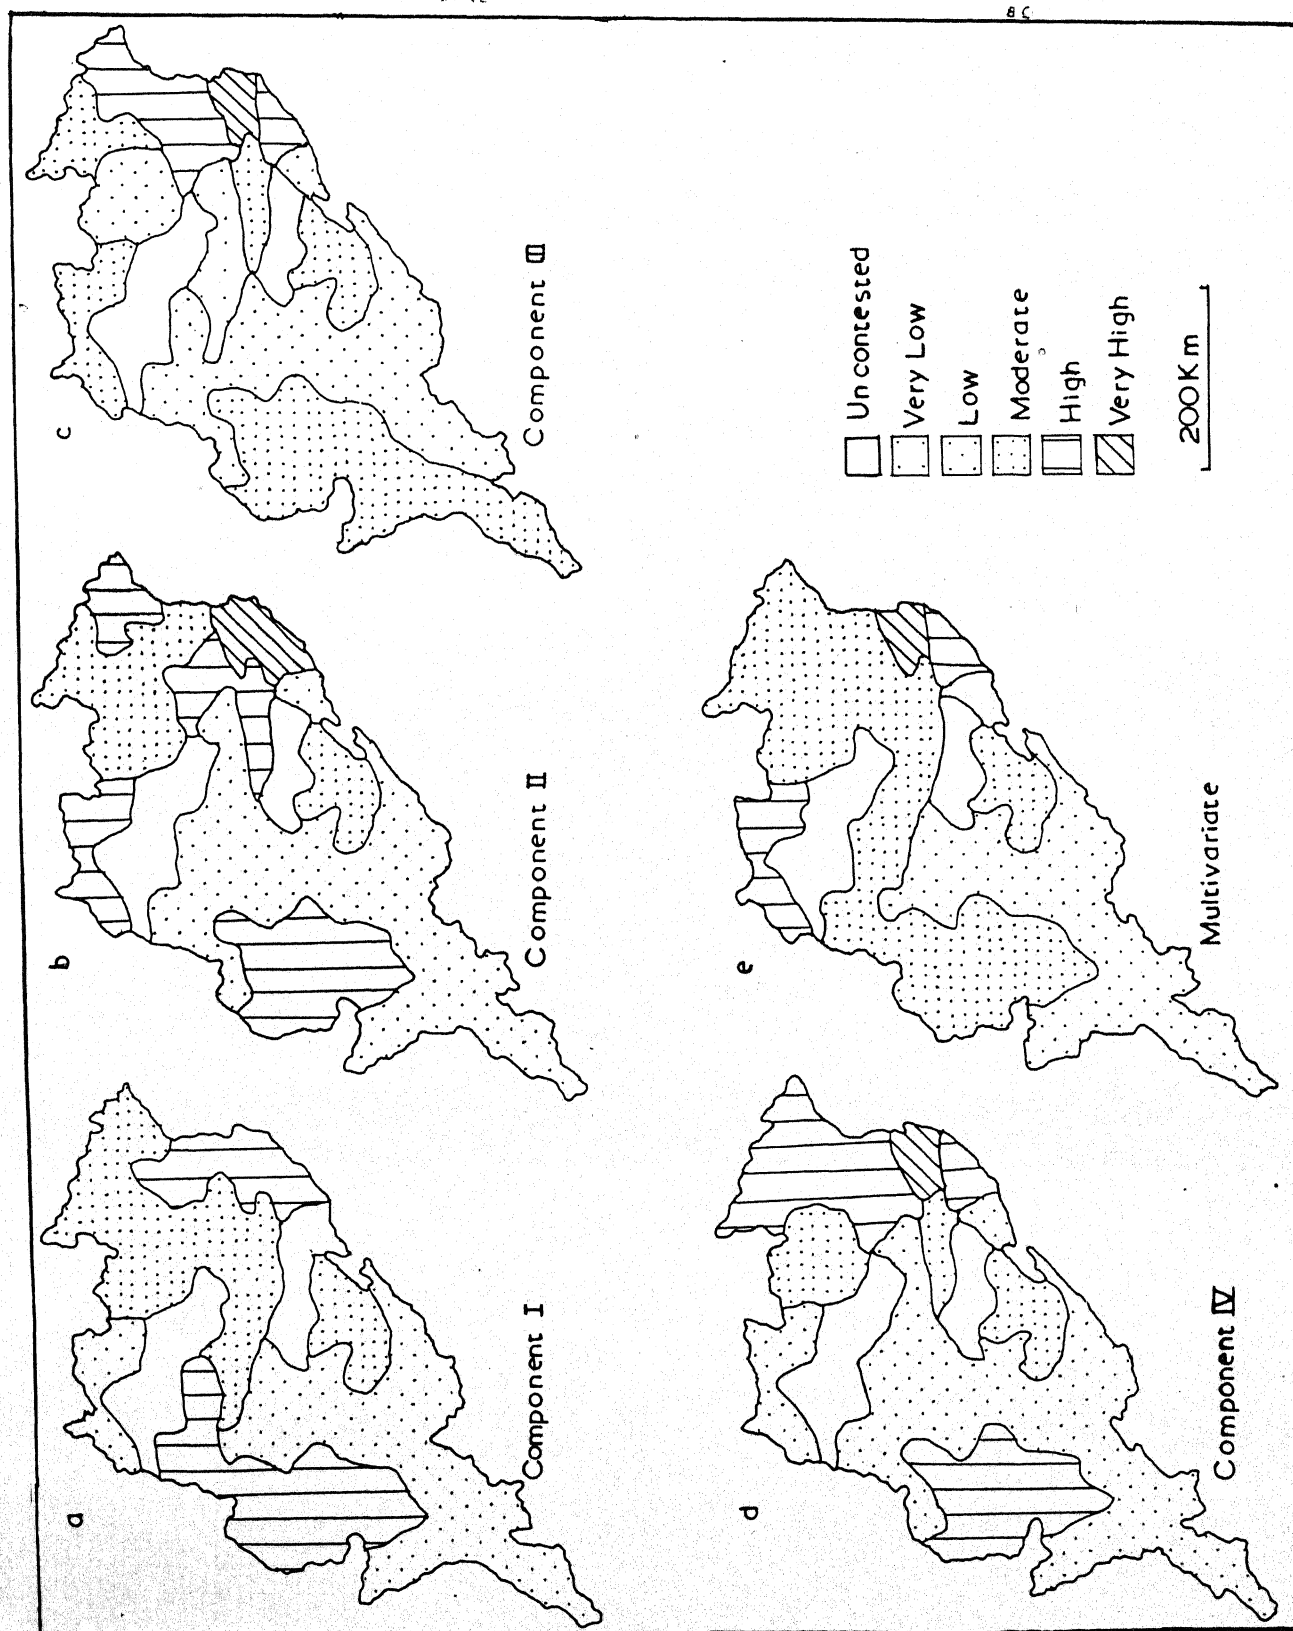 a
Component I
b
Component II
c
Component III
d
Component IV
e
Multivariate
Uncontested
Very Low
Low
Moderate
High
Very High
200Km